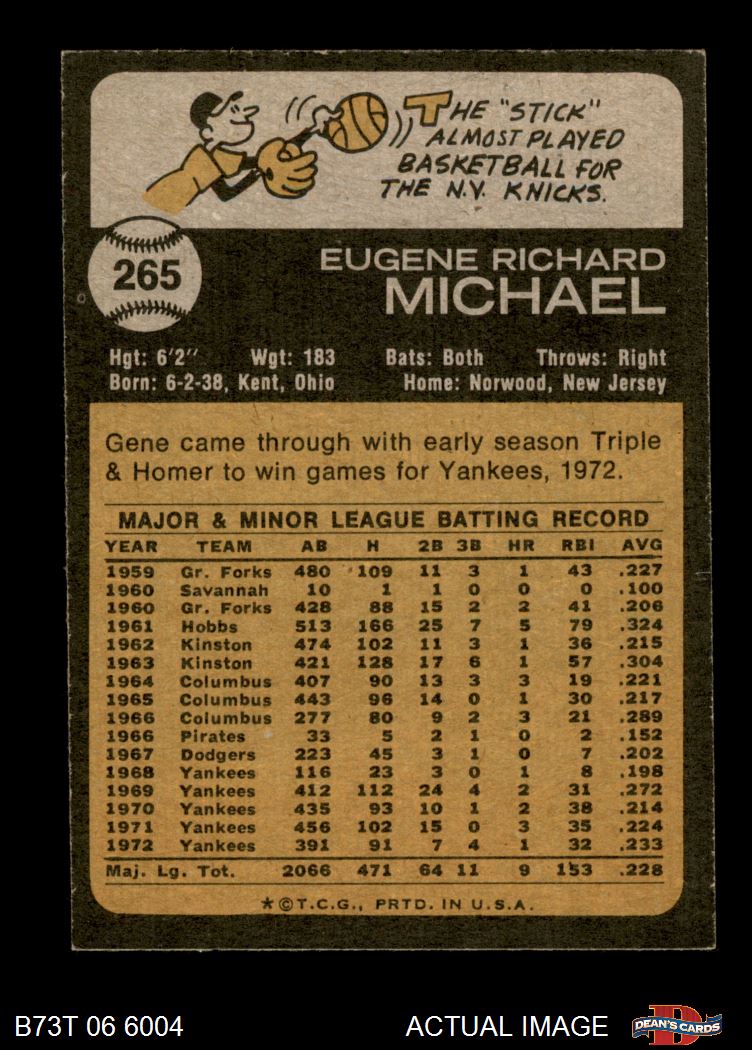 THE "STICK"
ALMOST PLAYED
BASKETBALL FOR
THE N.Y. KNICKS.
265
EUGENE RICHARD
MICHAEL
Hgt: 6'2" Wgt: 183 Bats: Both Throws: Right
Born: 6-2-38, Kent, Ohio Home: Norwood, New Jersey
Gene came through with early season Triple
& Homer to win games for Yankees, 1972.
MAJOR & MINOR LEAGUE BATTING RECORD
YEAR TEAM AB H 2B 3B HR RBI AVG
1959 Gr. Forks 480 109 11 3 1 43 .227
1960 Savannah 10 1 1 0 0 0 .100
1960 Gr. Forks 428 88 15 2 2 41 .206
1961 Hobbs 513 166 25 7 5 79 .324
1962 Kinston 474 102 11 3 1 36 .215
1963 Kinston 421 128 17 6 1 57 .304
1964 Columbus 407 90 13 3 3 19 .221
1965 Columbus 443 96 14 0 1 30 .217
1966 Columbus 277 80 9 2 3 21 .289
1966 Pirates 33 5 2 1 0 2 .152
1967 Dodgers 223 45 3 1 0 7 .202
1968 Yankees 116 23 3 0 1 8 .198
1969 Yankees 412 112 24 4 2 31 .272
1970 Yankees 435 93 10 1 2 38 .214
1971 Yankees 456 102 15 0 3 35 .224
1972 Yankees 391 91 7 4 1 32 .233
Maj. Lg. Tot. 2066 471 64 11 9 153 .228
*©T.C.G., PRTD. IN U.S.A.
B73T 06 6004 ACTUAL IMAGE D DEAN'S CARDS